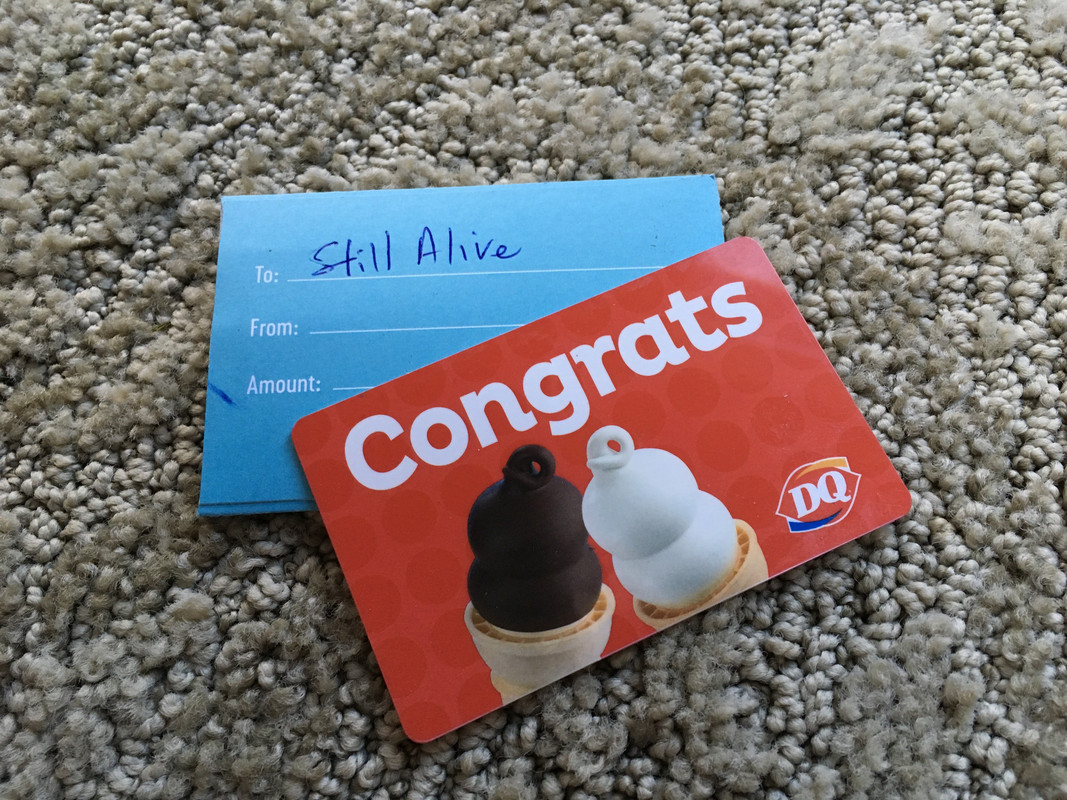 To: Still Alive
From:
Amount:
Congrats
DQ